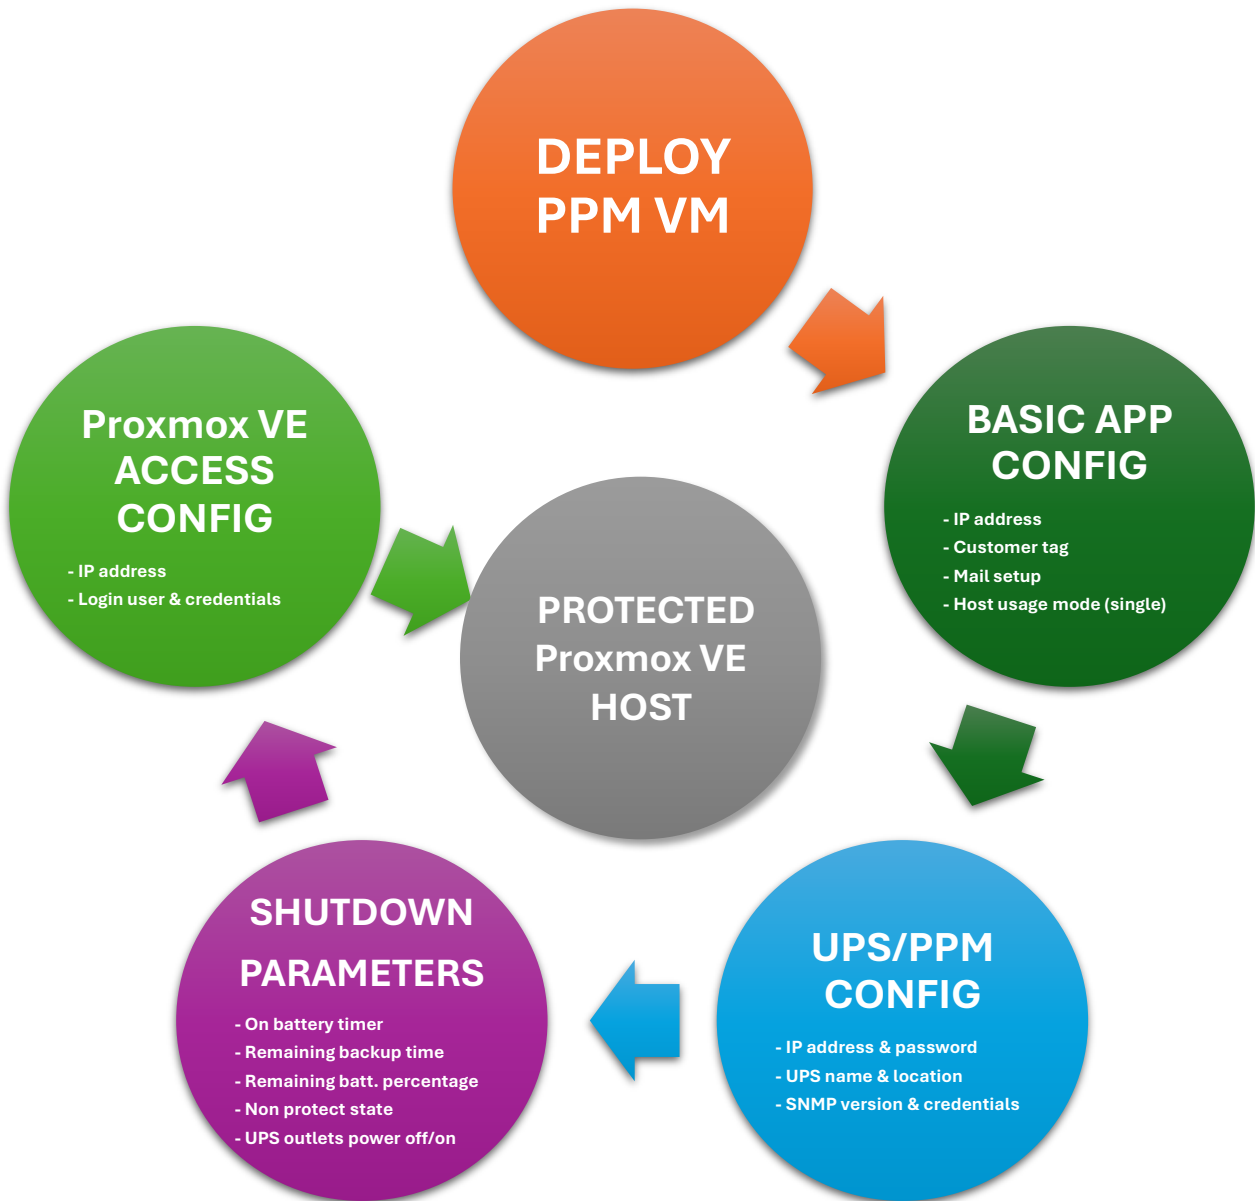 DEPLOY
PPM VM
BASIC APP
CONFIG
- IP address
- Customer tag
- Mail setup
- Host usage mode (single)
UPS/PPM
CONFIG
- IP address & password
- UPS name & location
- SNMP version & credentials
SHUTDOWN
PARAMETERS
- On battery timer
- Remaining backup time
- Remaining batt. percentage
- Non protect state
- UPS outlets power off/on
Proxmox VE
ACCESS
CONFIG
- IP address
- Login user & credentials
PROTECTED
Proxmox VE
HOST